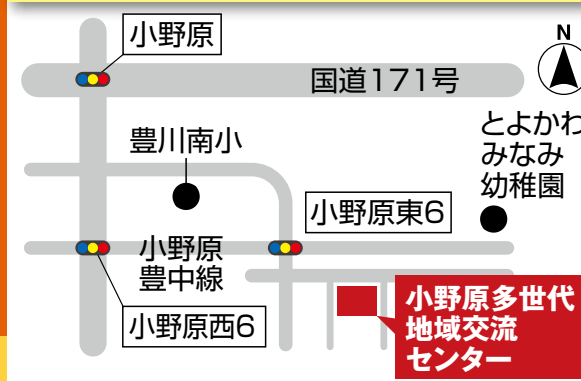 小野原
N
国道171号
豊川南小
とよかわ
みなみ
幼稚園
小野原東6
小野原
豊中線
小野原西6
小野原多世代
地域交流
センター